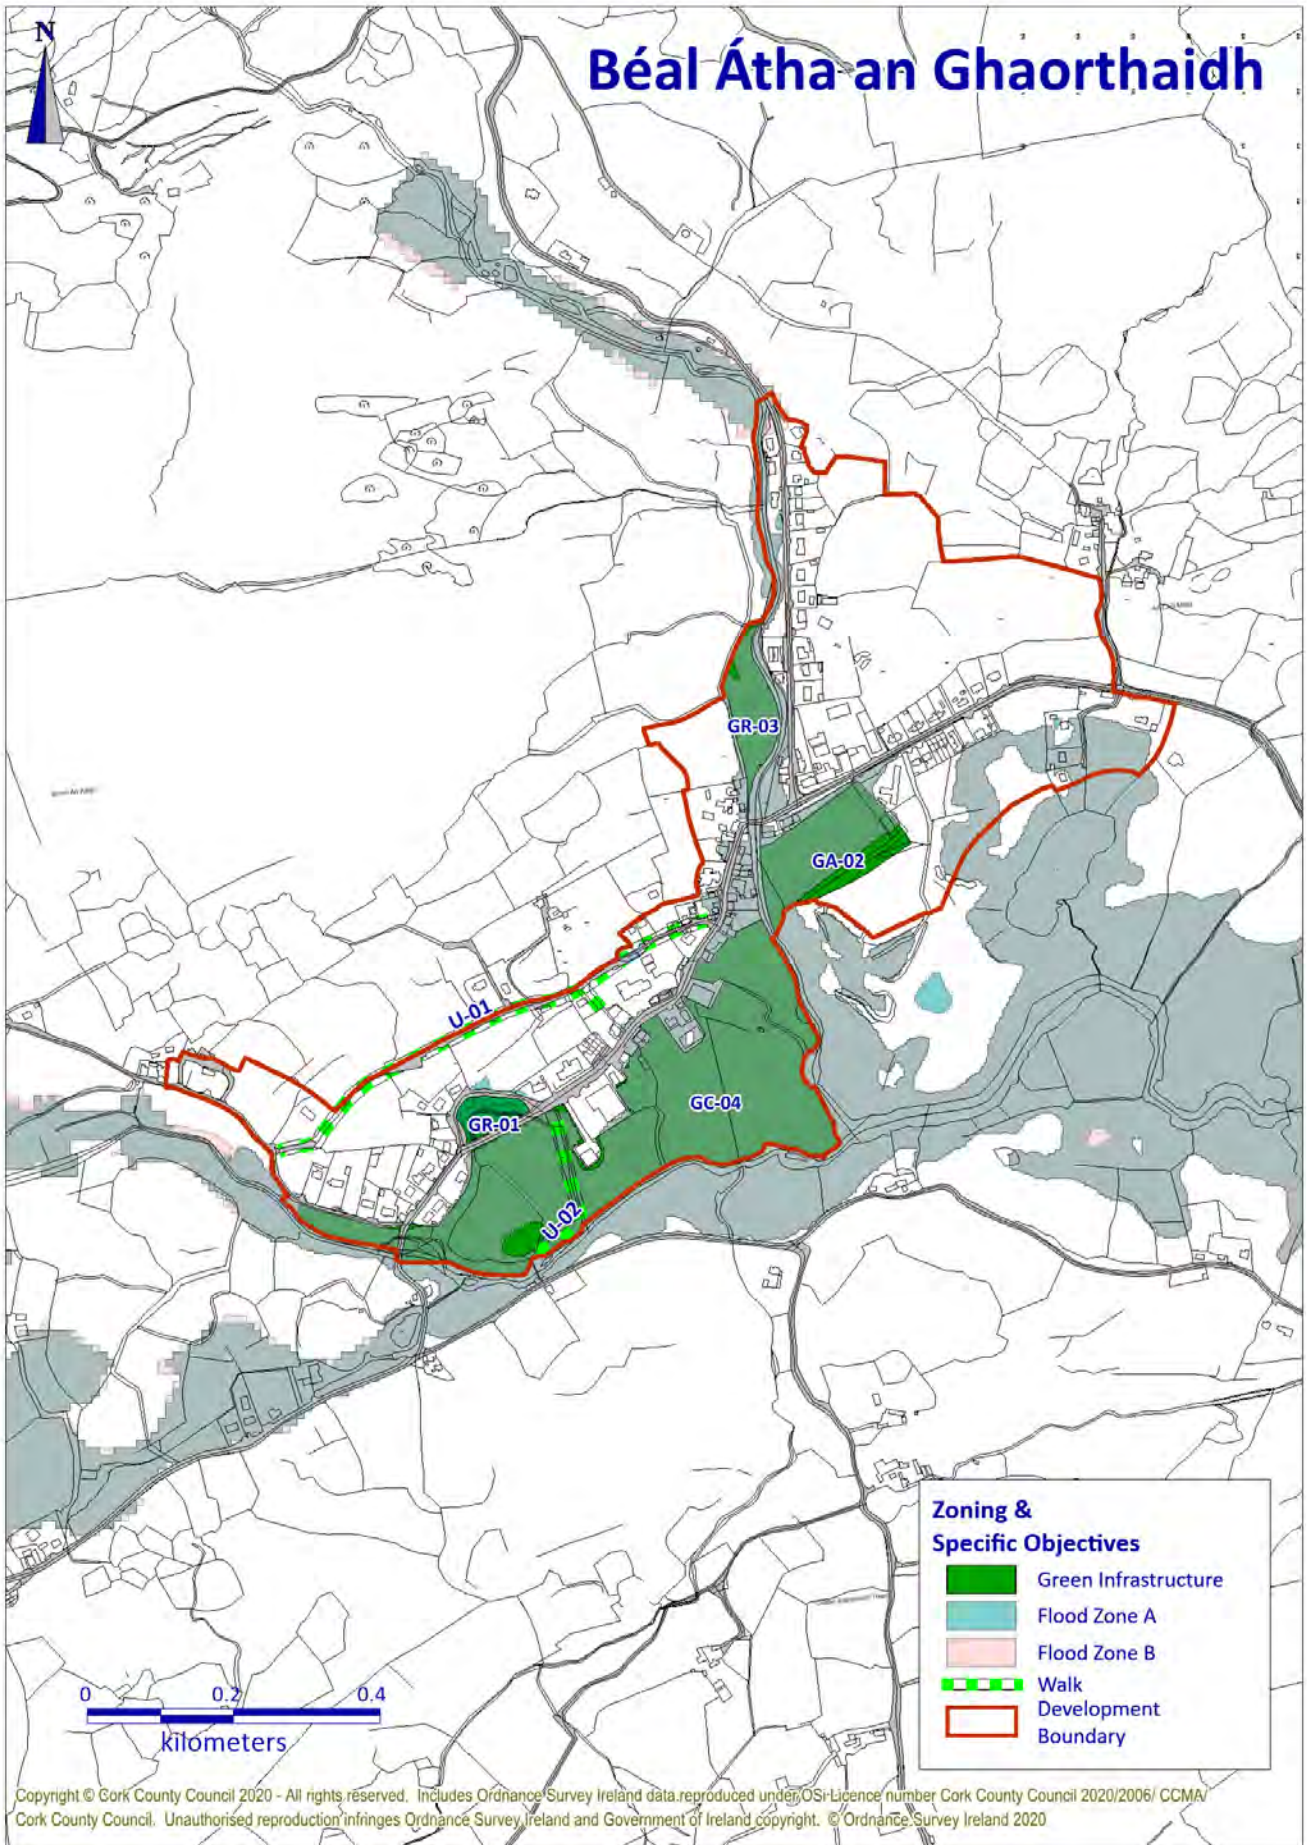 N
Béal Átha an Ghaorthaidh
GR-03
GA-02
U-01
GC-04
GR-01
U-02
Zoning &
Specific Objectives
Green Infrastructure
Flood Zone A
Flood Zone B
Walk
Development
Boundary
0 0.2 0.4
kilometers
Copyright © Cork County Council 2020 - All rights reserved. Includes Ordnance Survey Ireland data reproduced under OSi Licence number Cork County Council 2020/2006/ CCMA/
Cork County Council. Unauthorised reproduction infringes Ordnance Survey Ireland and Government of Ireland copyright. © Ordnance Survey Ireland 2020